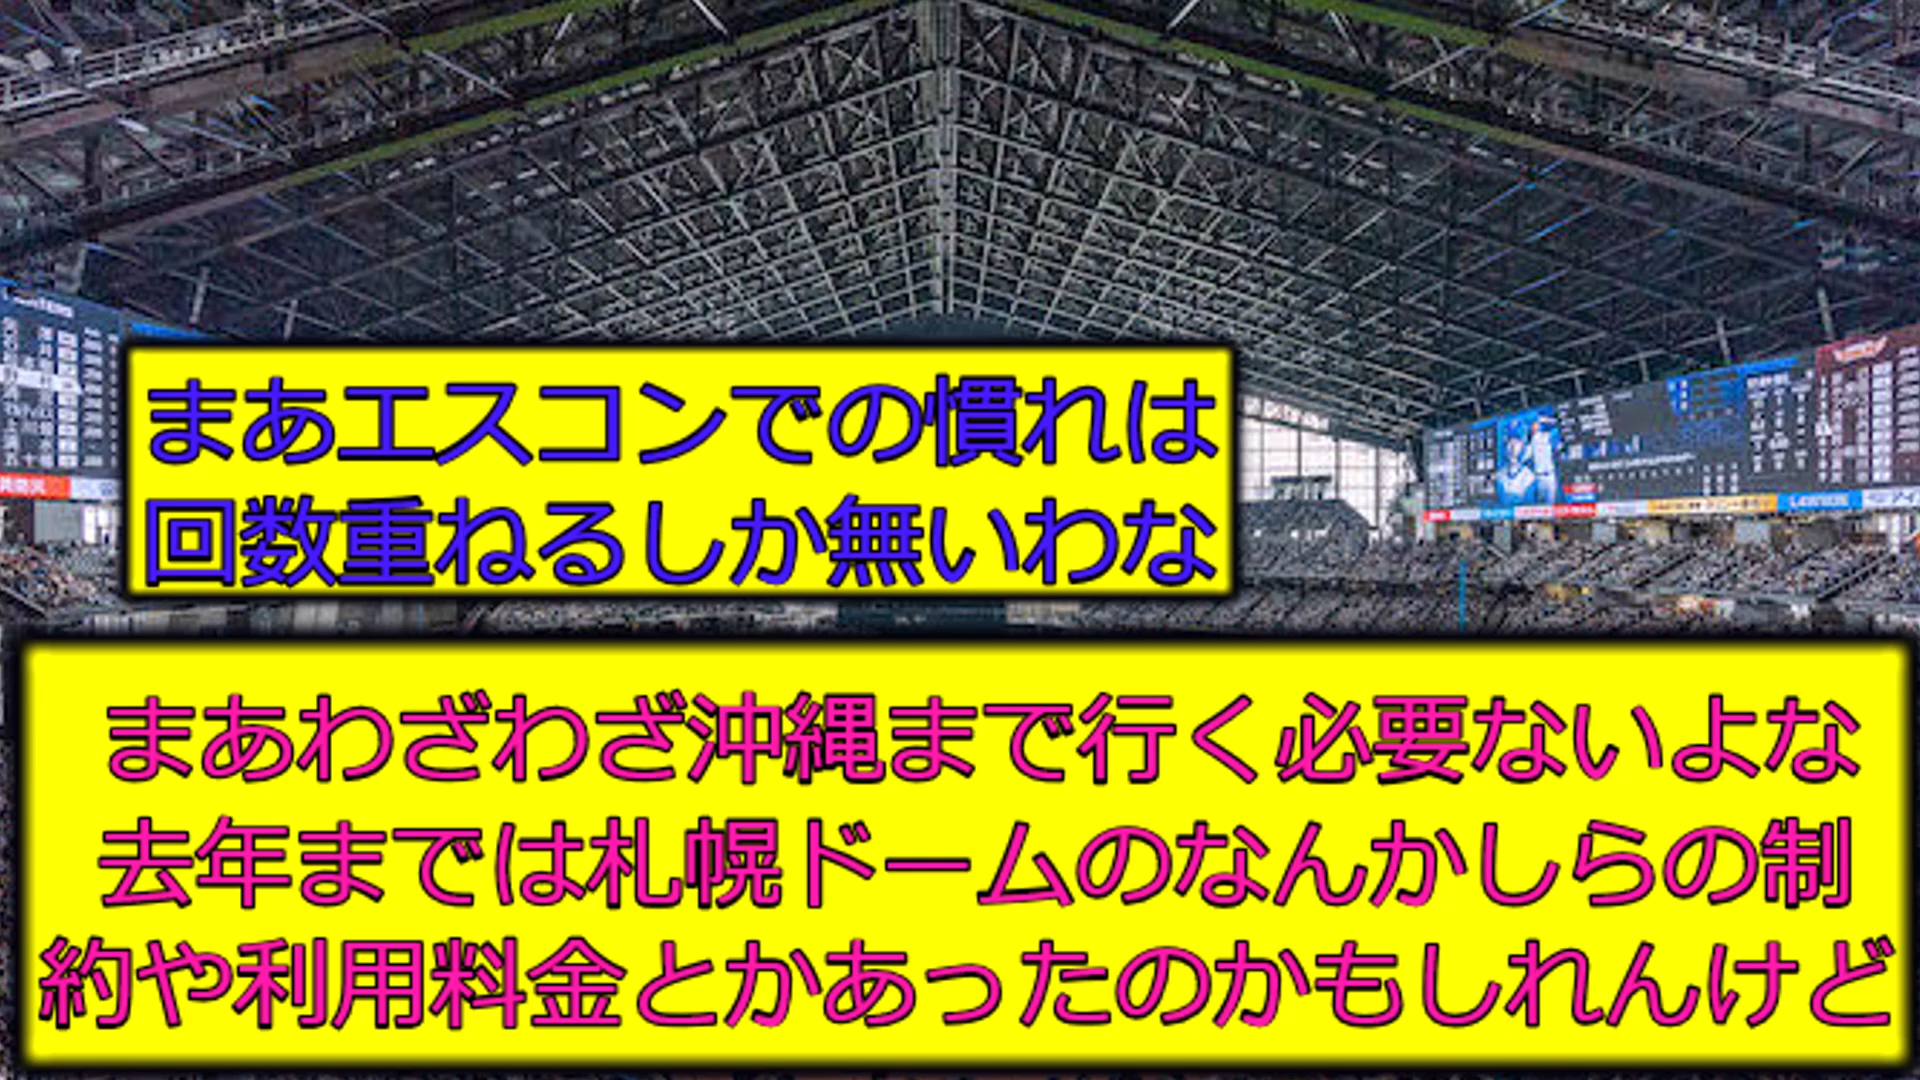 まあエスコンでの慣れは
回数重ねるしか無いわな
まあわざわざ沖縄まで行く必要ないよな
去年までは札幌ドームのなんかしらの制
約や利用料金とかあったのかもしれんけど